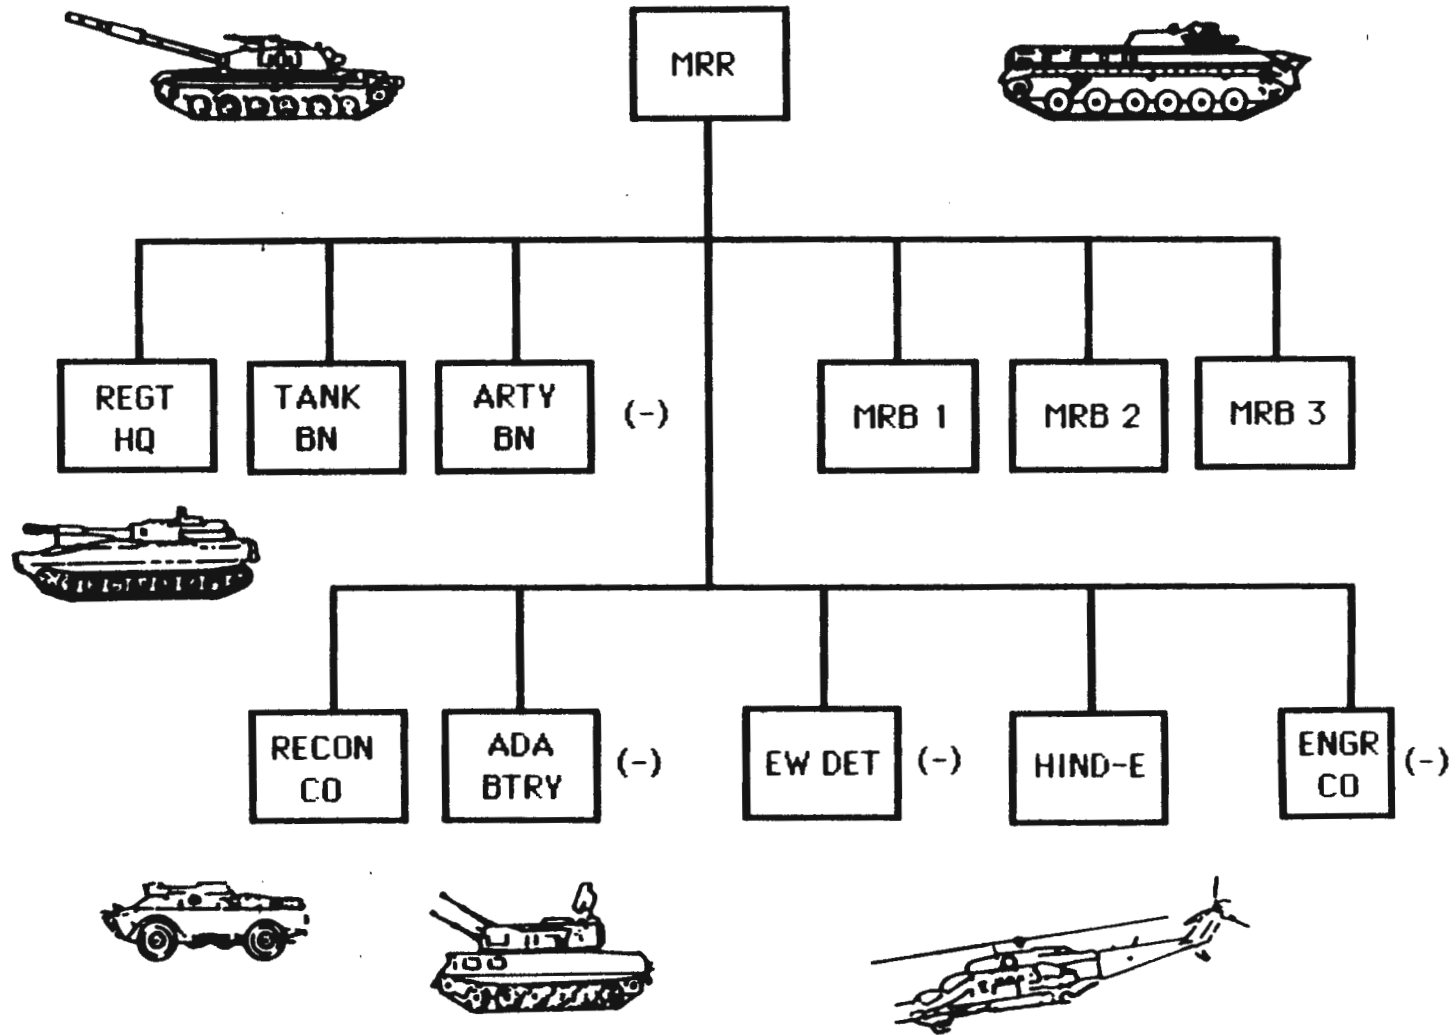 MRR
REGT
HQ
TANK
BN
ARTY
BN
(-)
MRB 1
MRB 2
MRB 3
RECON
CO
ADA
BTRY
(-)
EW DET
(-)
HIND-E
ENGR
CO
(-)